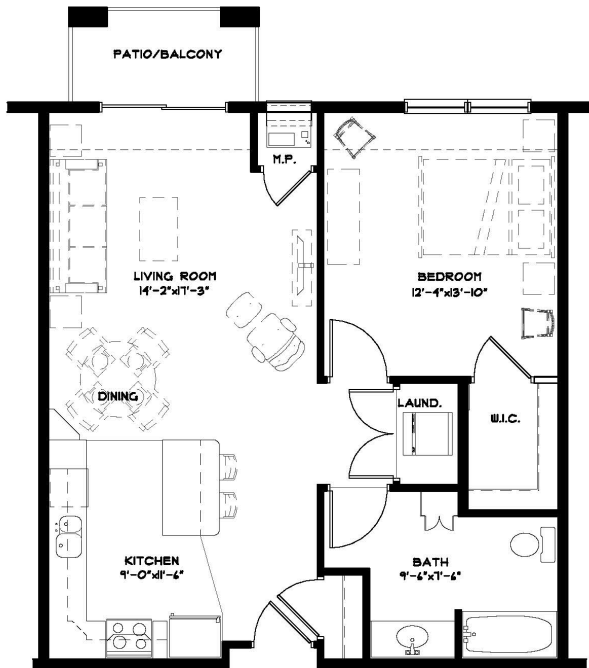 PATIO/BALCONY
M.P.
LIVING ROOM
14'-2"x17'-3"
BEDROOM
12'-4"x13'-10"
DINING
LAUND.
W.I.C.
KITCHEN
9'-0"x11'-6"
BATH
9'-6"x7'-6"